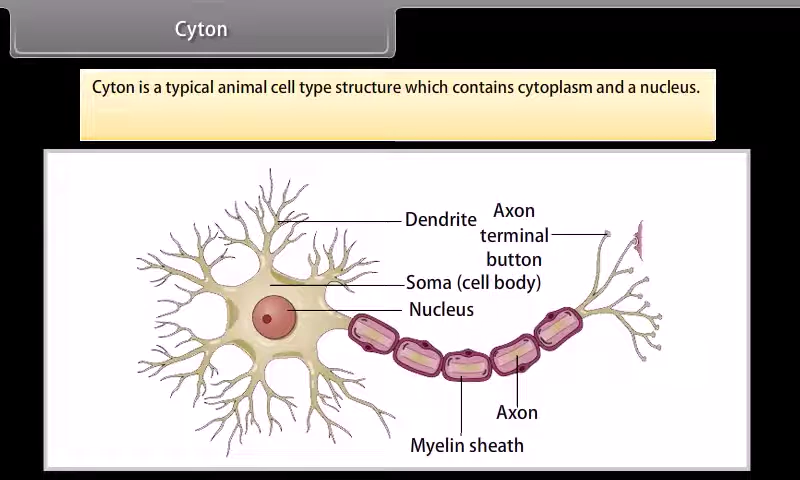 Cyton
Cyton is a typical animal cell type structure which contains cytoplasm and a nucleus.
Dendrite
Axon
terminal
button
Soma (cell body)
Nucleus
Axon
Myelin sheath